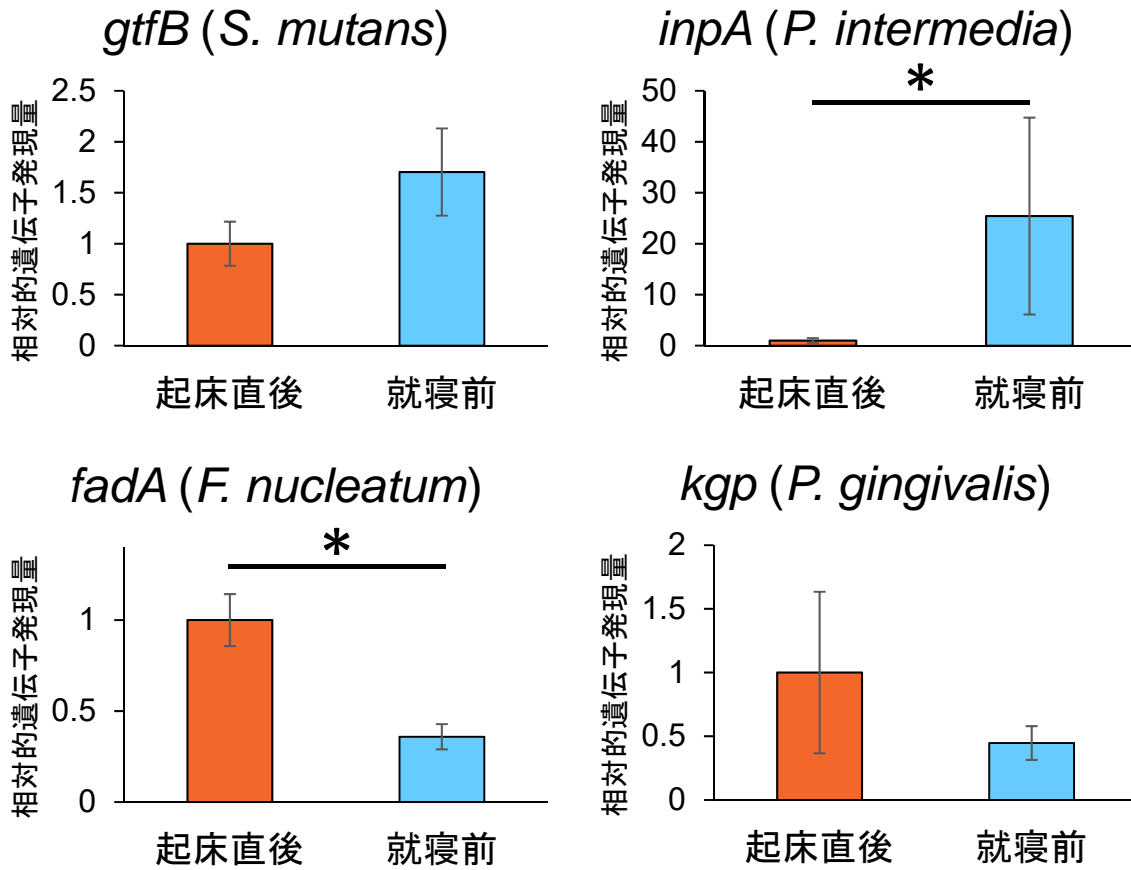 gtfB (S. mutans)
相対的遺伝子発現量
2.5
2
1.5
1
0.5
0
起床直後 就寝前
inpA (P. intermedia)
*
相対的遺伝子発現量
50
40
30
20
10
0
起床直後 就寝前
fadA (F. nucleatum)
*
相対的遺伝子発現量
1
0.5
0
起床直後 就寝前
kgp (P. gingivalis)
相対的遺伝子発現量
2
1.5
1
0.5
0
起床直後 就寝前